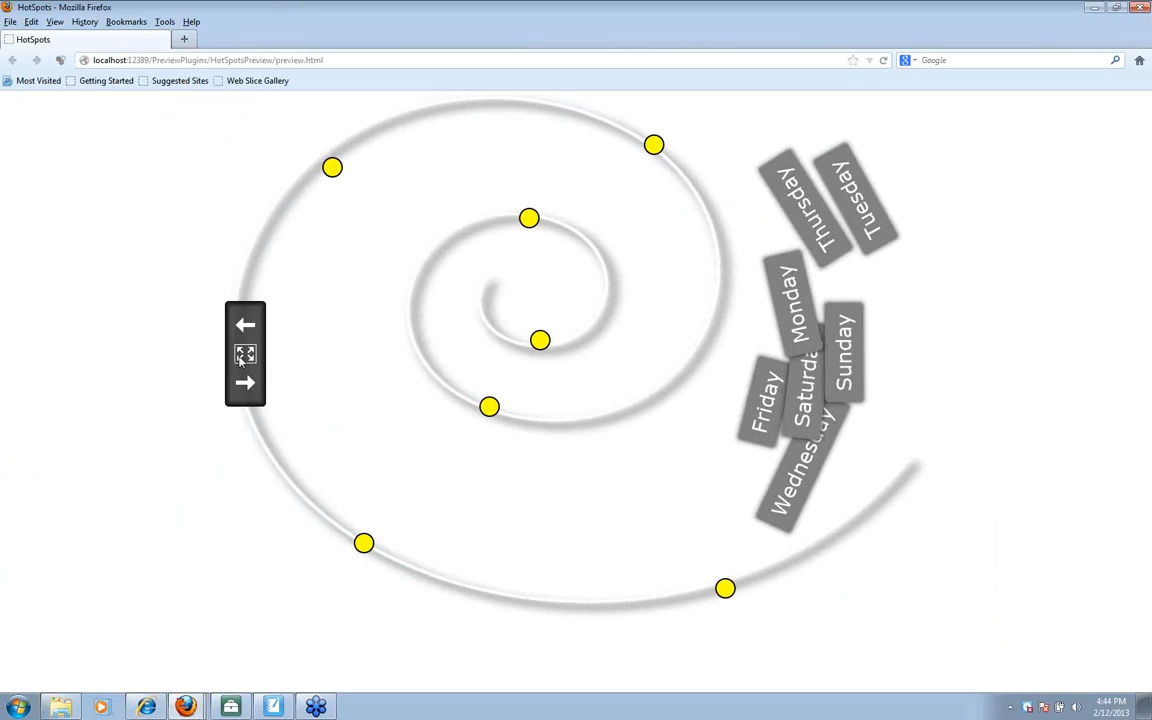 HotSpots - Mozilla Firefox
File Edit View History Bookmarks Tools Help
HotSpots
localhost:12389/PreviewPlugins/HotSpotsPreview/preview.html
Google
Most Visited Getting Started Suggested Sites Web Slice Gallery
Thursday
Tuesday
Monday
Sunday
Friday
Saturda
Wednesday
4:44 PM
2/12/2013